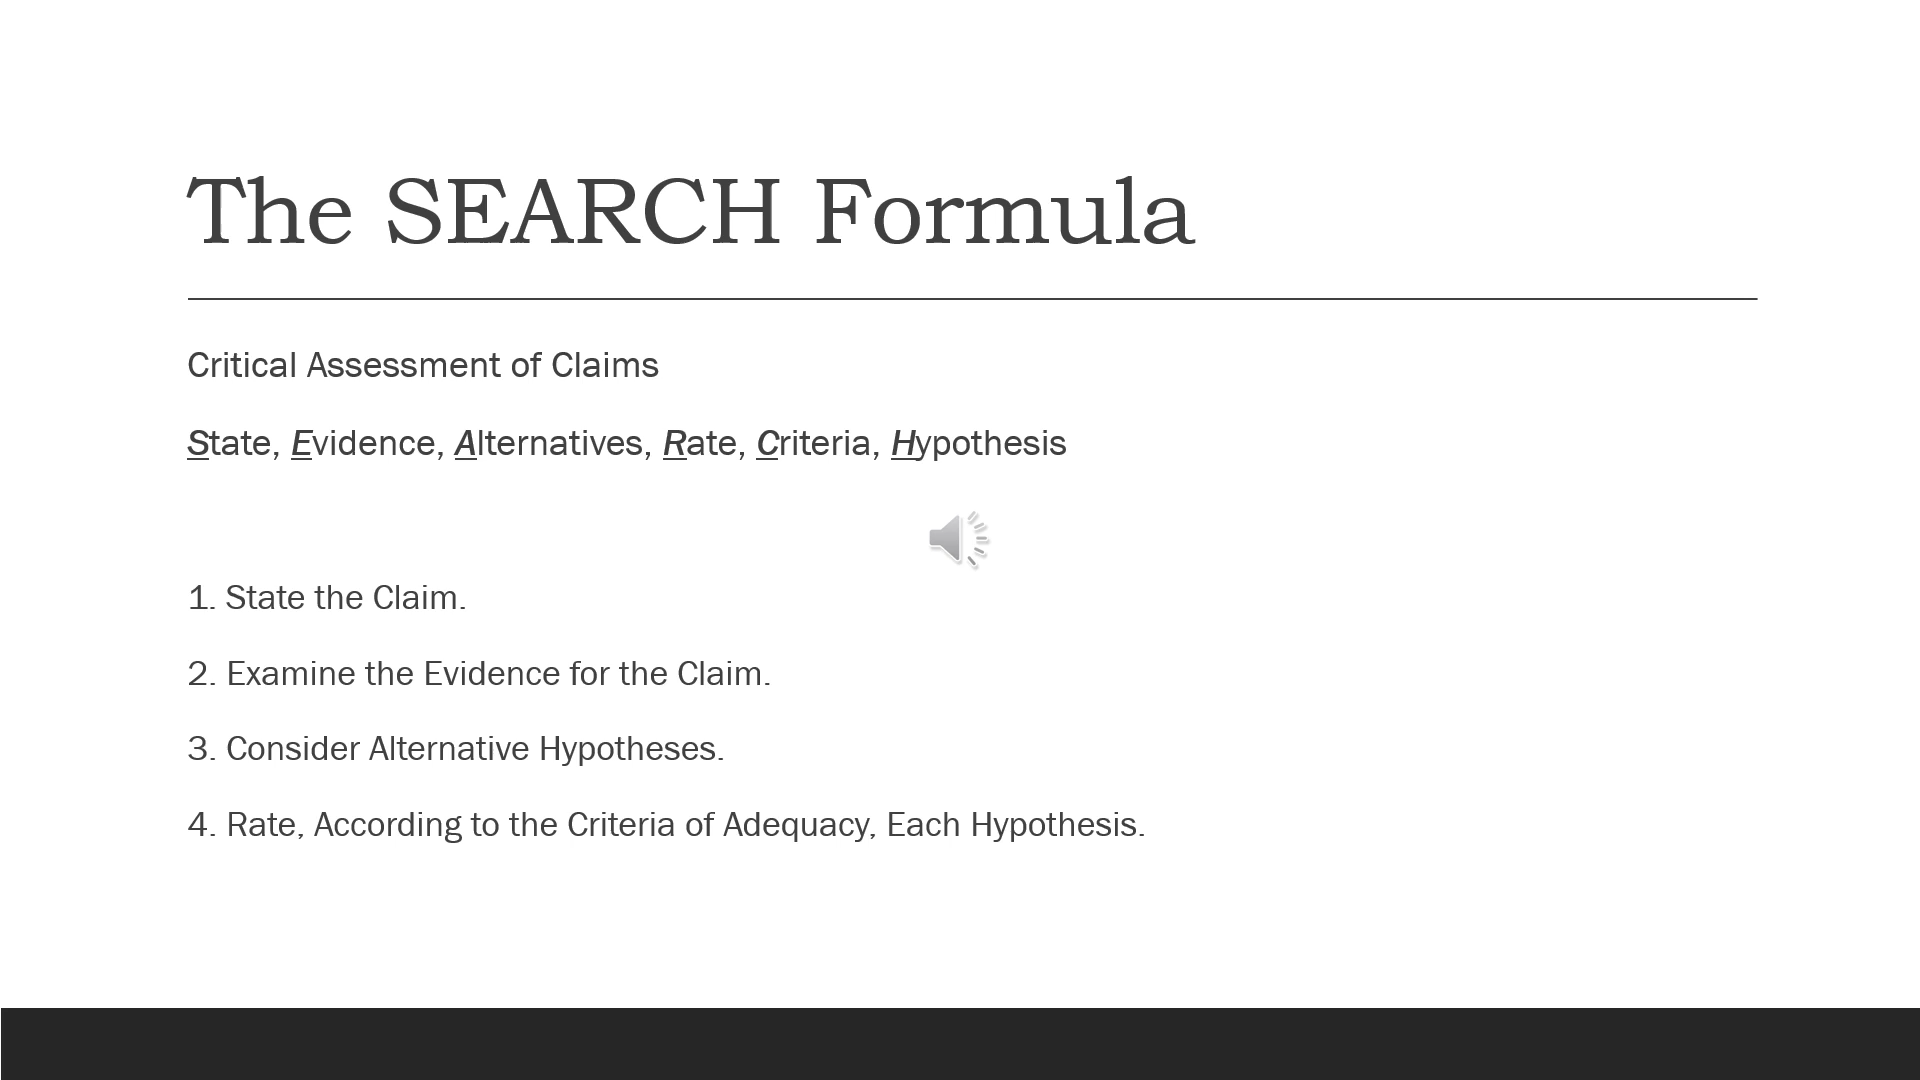 The SEARCH Formula
Critical Assessment of Claims
State, Evidence, Alternatives, Rate, Criteria, Hypothesis
1. State the Claim.
2. Examine the Evidence for the Claim.
3. Consider Alternative Hypotheses.
4. Rate, According to the Criteria of Adequacy, Each Hypothesis.